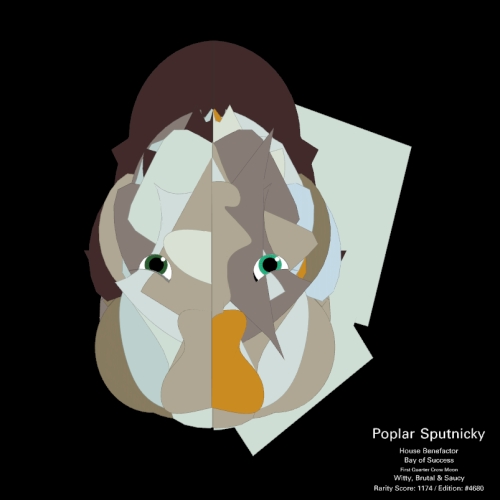 Poplar Sputnicky
House Benefactor
Bay of Success
First Quarter Crow Moon
Witty, Brutal & Saucy
Rarity Score: 1174 / Edition: #4680